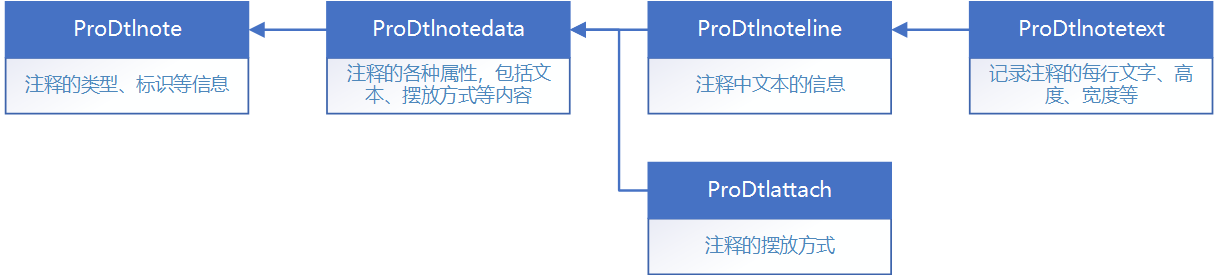 ProDtlnote
注释的类型、标识等信息
ProDtlnotedata
注释的各种属性，包括文
本、摆放方式等内容
ProDtlnoteline
注释中文本的信息
ProDtlnotetext
记录注释的每行文字、高
度、宽度等
ProDtlattach
注释的摆放方式